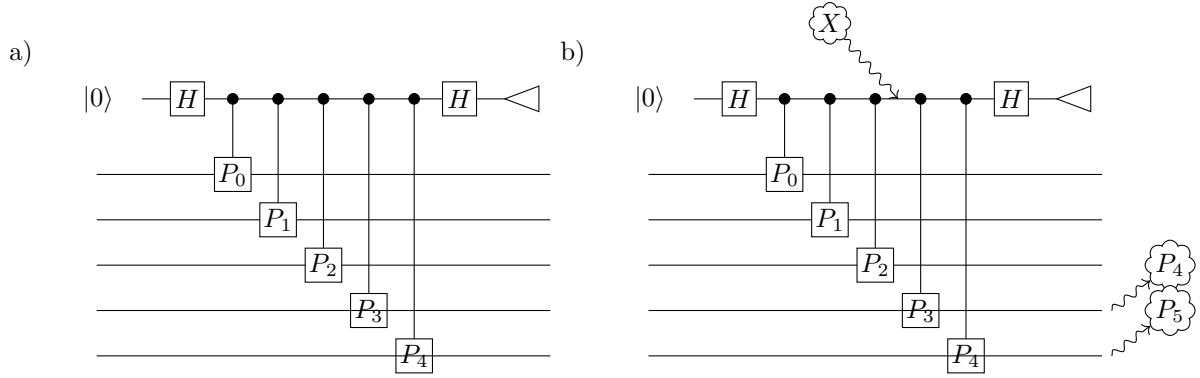 a)
|0⟩ H H
P₀
P₁
P₂
P₃
P₄
b)
X
|0⟩ H H
P₀
P₁
P₂
P₃
P₄
P₄
P₅